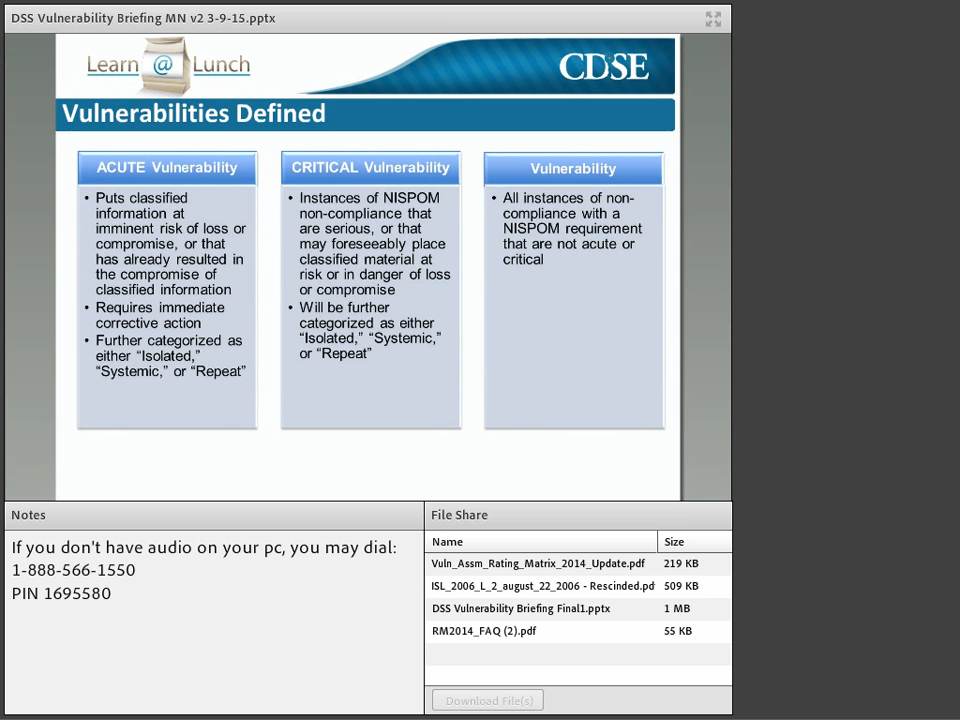 DSS Vulnerability Briefing MN v2 3-9-15.pptx
Learn @ Lunch
CDSE
Vulnerabilities Defined
ACUTE Vulnerability
• Puts classified
information at
imminent risk of loss or
compromise, or that
has already resulted in
the compromise of
classified information
• Requires immediate
corrective action
• Further categorized as
either “Isolated,”
“Systemic,” or “Repeat”
CRITICAL Vulnerability
• Instances of NISPOM
non-compliance that
are serious, or that
may foreseeably place
classified material at
risk or in danger of loss
or compromise
• Will be further
categorized as either
“Isolated,” “Systemic,”
or “Repeat”
Vulnerability
• All instances of non-
compliance with a
NISPOM requirement
that are not acute or
critical
Notes
If you don't have audio on your pc, you may dial:
1-888-566-1550
PIN 1695580
File Share
Name Size
Vuln_Assm_Rating_Matrix_2014_Update.pdf 219 KB
ISL_2006_L_2_august_22_2006 - Rescinded.pd 509 KB
DSS Vulnerability Briefing Final1.pptx 1 MB
RM2014_FAQ (2).pdf 55 KB
Download File(s)